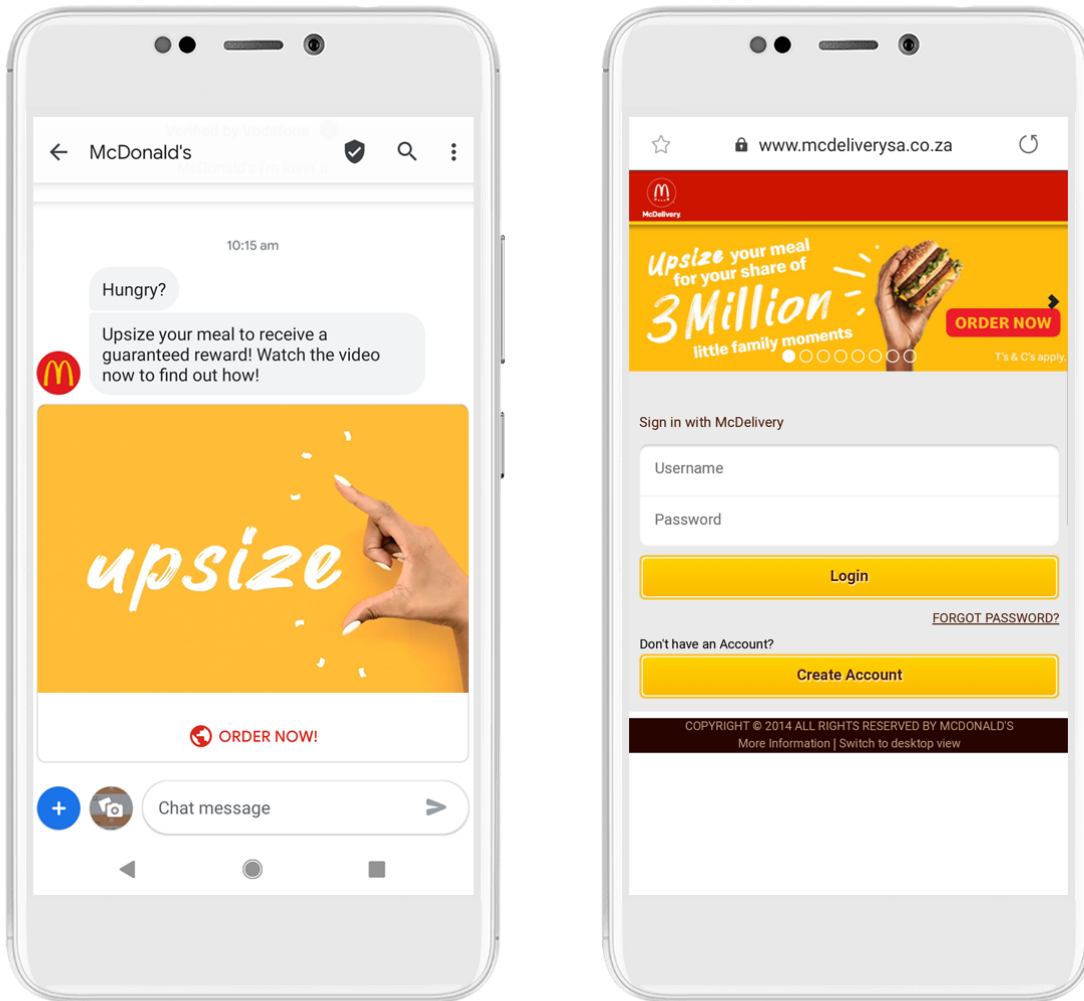 Verified by Vodafone
McDonald's
10:15 am
Hungry?
Upsize your meal to receive a
guaranteed reward! Watch the video
now to find out how!
upsize
ORDER NOW!
Chat message
www.mcdeliverysa.co.za
McDelivery
Upsize your meal
for your share of
3 Million
little family moments
ORDER NOW
T's & C's apply.
Sign in with McDelivery
Username
Password
Login
FORGOT PASSWORD?
Don't have an Account?
Create Account
COPYRIGHT © 2014 ALL RIGHTS RESERVED BY MCDONALD'S
More Information | Switch to desktop view